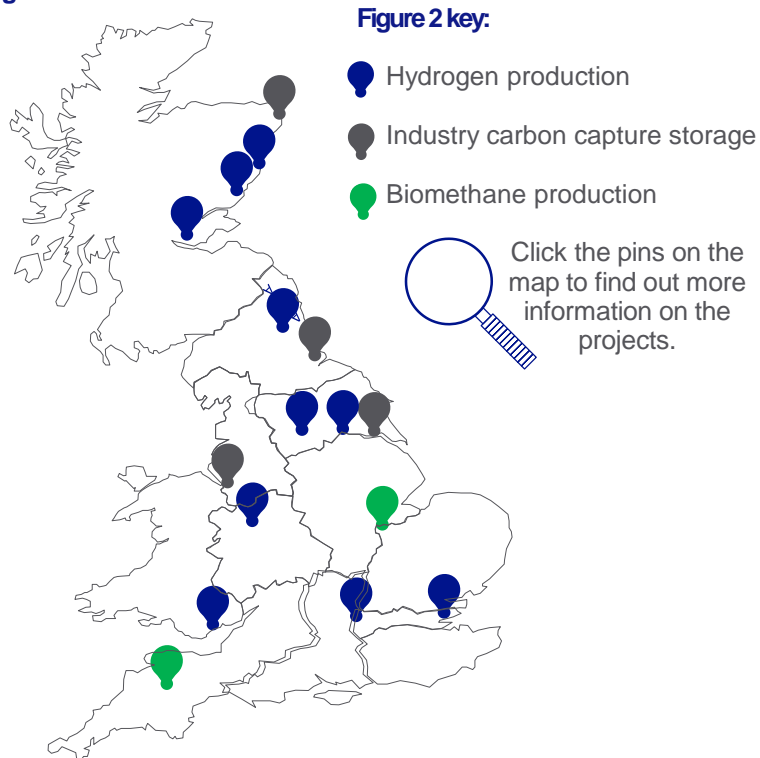 Figure 2 key:
Hydrogen production
Industry carbon capture storage
Biomethane production
Click the pins on the
map to find out more
information on the
projects.